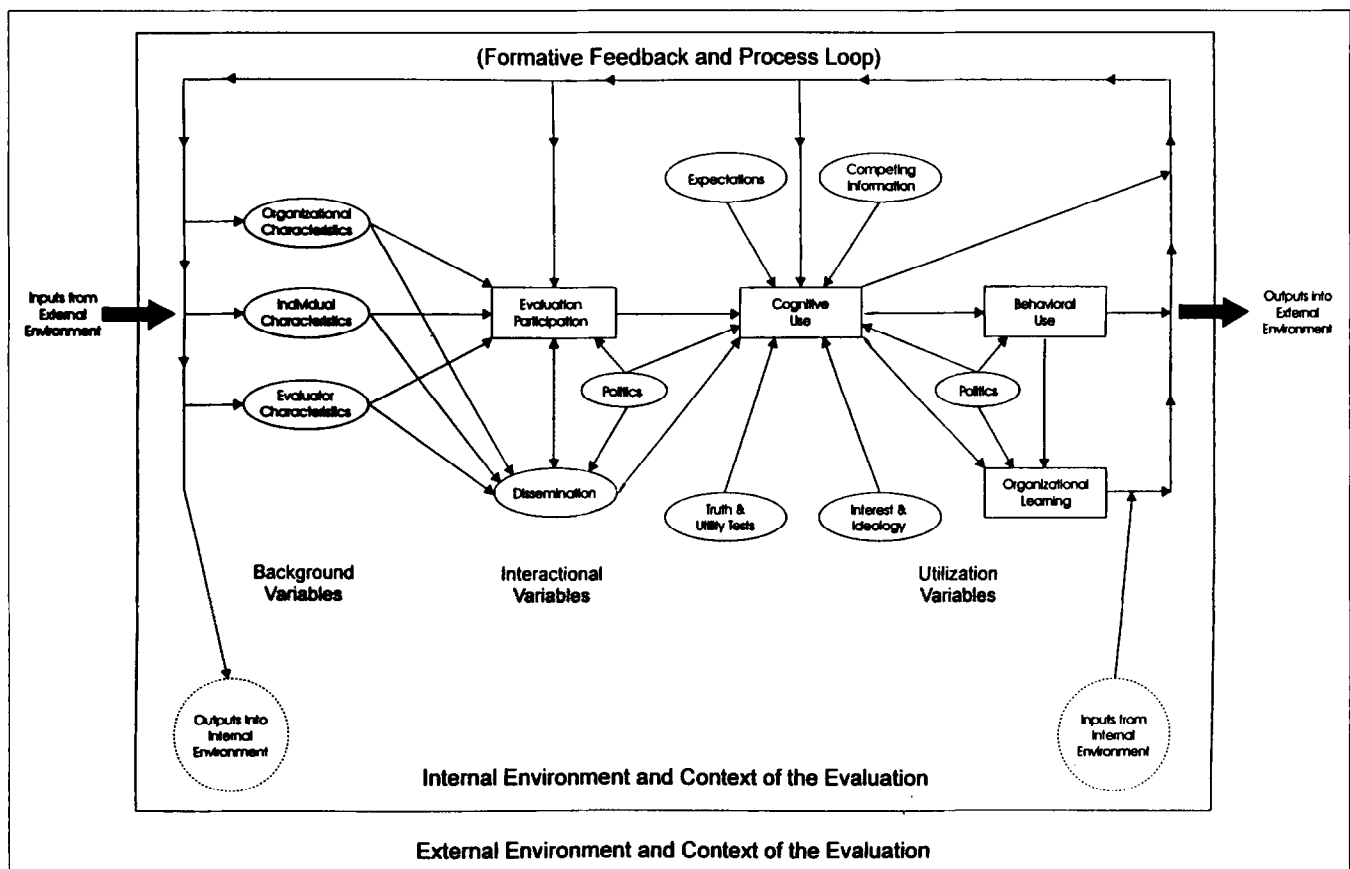 (Formative Feedback and Process Loop)
Expectations
Competing
Information
Organizational
Characteristics
Inputs from
External
Environment
Individual
Characteristics
Evaluation
Participation
Cognitive
Use
Behavioral
Use
Outputs into
External
Environment
Evaluator
Characteristics
Politics
Politics
Dissemination
Truth &
Utility Tests
Interest &
Ideology
Organizational
Learning
Background
Variables
Interactional
Variables
Utilization
Variables
Outputs Into
Internal
Environment
Inputs from
Internal
Environment
Internal Environment and Context of the Evaluation
External Environment and Context of the Evaluation